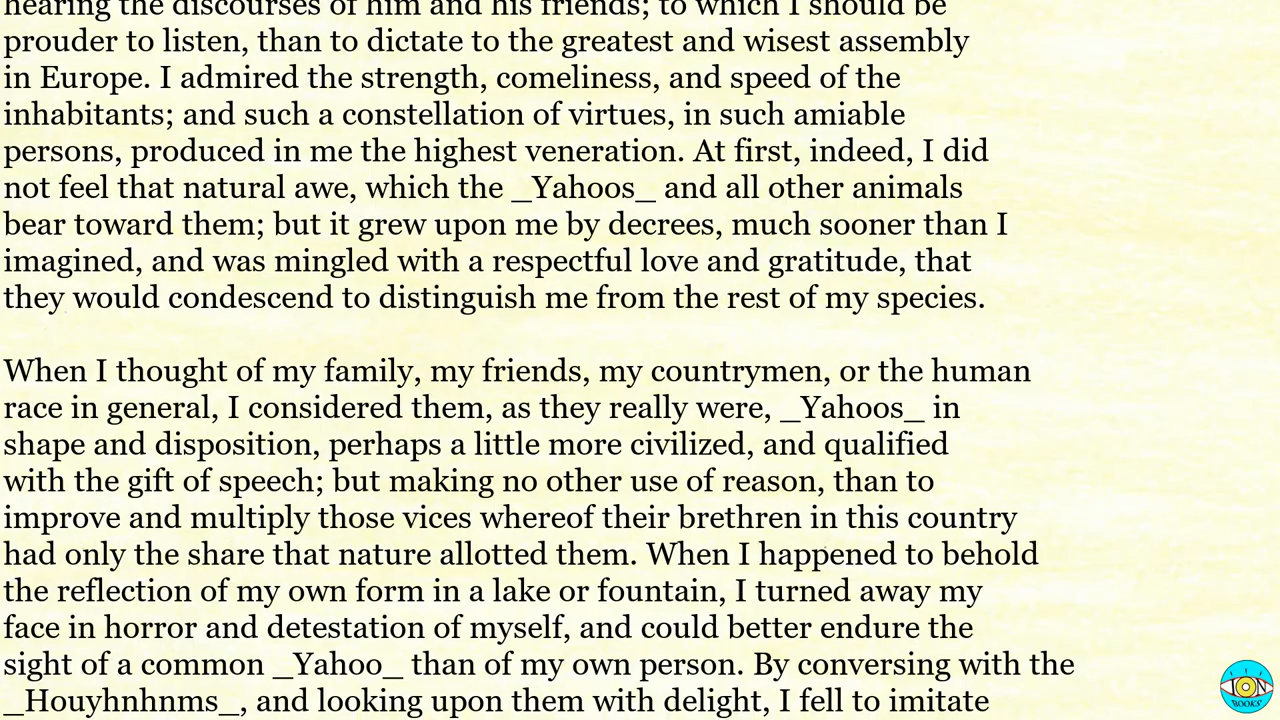 hearing the discourses of him and his friends; to which I should be
prouder to listen, than to dictate to the greatest and wisest assembly
in Europe. I admired the strength, comeliness, and speed of the
inhabitants; and such a constellation of virtues, in such amiable
persons, produced in me the highest veneration. At first, indeed, I did
not feel that natural awe, which the _Yahoos_ and all other animals
bear toward them; but it grew upon me by decrees, much sooner than I
imagined, and was mingled with a respectful love and gratitude, that
they would condescend to distinguish me from the rest of my species.
When I thought of my family, my friends, my countrymen, or the human
race in general, I considered them, as they really were, _Yahoos_ in
shape and disposition, perhaps a little more civilized, and qualified
with the gift of speech; but making no other use of reason, than to
improve and multiply those vices whereof their brethren in this country
had only the share that nature allotted them. When I happened to behold
the reflection of my own form in a lake or fountain, I turned away my
face in horror and detestation of myself, and could better endure the
sight of a common _Yahoo_ than of my own person. By conversing with the
_Houyhnhnms_, and looking upon them with delight, I fell to imitate
ION
BOOKS